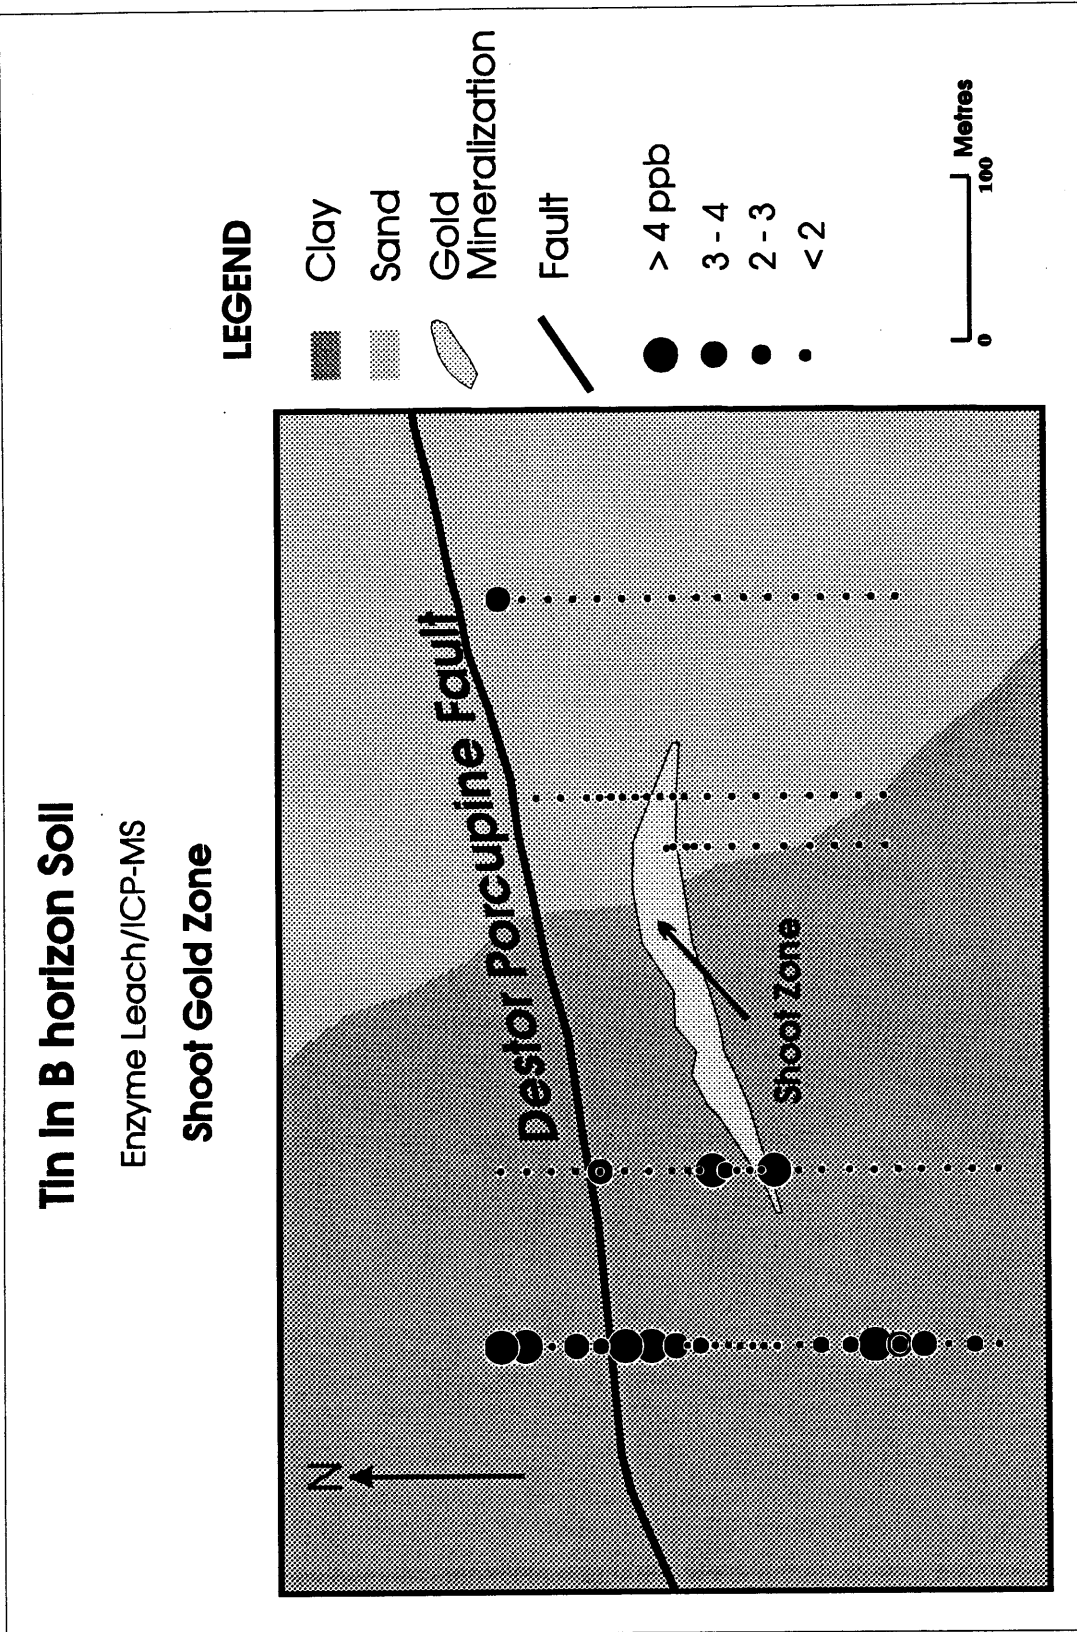 Tin in B horizon Soil
Enzyme Leach/ICP-MS
Shoot Gold Zone
LEGEND
Clay
Sand
Gold
Mineralization
Fault
> 4 ppb
3 - 4
2 - 3
< 2
0 100 Metres
N
Destor Porcupine Fault
Shoot Zone